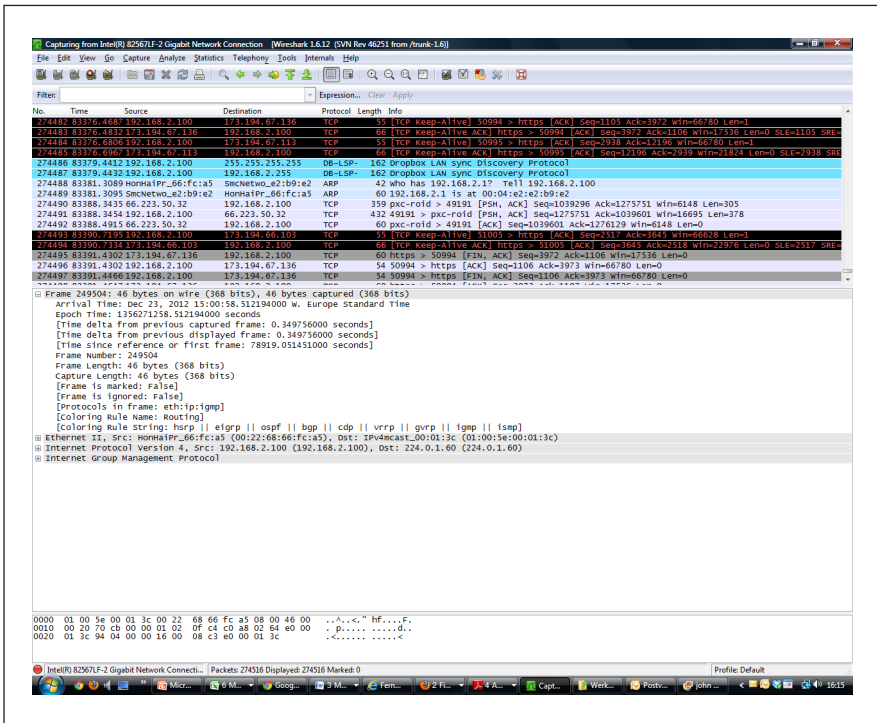 Capturing from Intel(R) 82567LF-2 Gigabit Network Connection [Wireshark 1.6.12 (SVN Rev 46251 from /trunk-1.6)]
File Edit View Go Capture Analyze Statistics Telephony Tools Internals Help
Filter: Expression... Clear Apply
No. Time Source Destination Protocol Length Info
274482 83376.4687 192.168.2.100 173.194.67.136 TCP 55 [TCP Keep-Alive] 50994 > https [ACK] Seq=1105 Ack=3972 Win=66780 Len=1
274483 83376.4832 173.194.67.136 192.168.2.100 TCP 66 [TCP Keep-Alive ACK] https > 50994 [ACK] Seq=3972 Ack=1106 Win=17536 Len=0 SLE=1105 SRE=
274484 83376.6806 192.168.2.100 173.194.67.113 TCP 55 [TCP Keep-Alive] 50995 > https [ACK] Seq=2938 Ack=12196 Win=66780 Len=1
274485 83376.6967 173.194.67.113 192.168.2.100 TCP 66 [TCP Keep-Alive ACK] https > 50995 [ACK] Seq=12196 Ack=2939 Win=21824 Len=0 SLE=2938 SRE
274486 83379.4412 192.168.2.100 255.255.255.255 DB-LSP- 162 Dropbox LAN sync Discovery Protocol
274487 83379.4432 192.168.2.100 192.168.2.255 DB-LSP- 162 Dropbox LAN sync Discovery Protocol
274488 83381.3089 HonHaiPr_66:fc:a5 SmcNetwo_e2:b9:e2 ARP 42 Who has 192.168.2.1? Tell 192.168.2.100
274489 83381.3095 SmcNetwo_e2:b9:e2 HonHaiPr_66:fc:a5 ARP 60 192.168.2.1 is at 00:04:e2:e2:b9:e2
274490 83388.3435 66.223.50.32 192.168.2.100 TCP 359 pxc-roid > 49191 [PSH, ACK] Seq=1039296 Ack=1275751 Win=6148 Len=305
274491 83388.3454 192.168.2.100 66.223.50.32 TCP 432 49191 > pxc-roid [PSH, ACK] Seq=1275751 Ack=1039601 Win=16695 Len=378
274492 83388.4915 66.223.50.32 192.168.2.100 TCP 60 pxc-roid > 49191 [ACK] Seq=1039601 Ack=1276129 Win=6148 Len=0
274493 83390.7195 192.168.2.100 173.194.66.103 TCP 55 [TCP Keep-Alive] 51005 > https [ACK] Seq=2517 Ack=3645 Win=66628 Len=1
274494 83390.7334 173.194.66.103 192.168.2.100 TCP 66 [TCP Keep-Alive ACK] https > 51005 [ACK] Seq=3645 Ack=2518 Win=22976 Len=0 SLE=2517 SRE=
274495 83391.4302 173.194.67.136 192.168.2.100 TCP 60 https > 50994 [FIN, ACK] Seq=3972 Ack=1106 Win=17536 Len=0
274496 83391.4302 192.168.2.100 173.194.67.136 TCP 54 50994 > https [ACK] Seq=1106 Ack=3973 Win=66780 Len=0
274497 83391.4466 192.168.2.100 173.194.67.136 TCP 54 50994 > https [FIN, ACK] Seq=1106 Ack=3973 Win=66780 Len=0
Frame 249504: 46 bytes on wire (368 bits), 46 bytes captured (368 bits)
Arrival Time: Dec 23, 2012 15:00:58.512194000 W. Europe Standard Time
Epoch Time: 1356271258.512194000 seconds
[Time delta from previous captured frame: 0.349756000 seconds]
[Time delta from previous displayed frame: 0.349756000 seconds]
[Time since reference or first frame: 78919.051451000 seconds]
Frame Number: 249504
Frame Length: 46 bytes (368 bits)
Capture Length: 46 bytes (368 bits)
[Frame is marked: False]
[Frame is ignored: False]
[Protocols in frame: eth:ip:igmp]
[Coloring Rule Name: Routing]
[Coloring Rule String: hsrp || eigrp || ospf || bgp || cdp || vrrp || gvrp || igmp || ismp]
Ethernet II, Src: HonHaiPr_66:fc:a5 (00:22:68:66:fc:a5), Dst: IPv4mcast_00:01:3c (01:00:5e:00:01:3c)
Internet Protocol Version 4, Src: 192.168.2.100 (192.168.2.100), Dst: 224.0.1.60 (224.0.1.60)
Internet Group Management Protocol
0000 01 00 5e 00 01 3c 00 22 68 66 fc a5 08 00 46 00 ..^..<." hf....F.
0010 00 20 70 cb 00 00 01 02 0f c4 c0 a8 02 64 e0 00 . p..... .....d..
0020 01 3c 94 04 00 00 16 00 08 c3 e0 00 01 3c .<...... .....<
Intel(R) 82567LF-2 Gigabit Network Connecti... Packets: 274516 Displayed: 274516 Marked: 0 Profile: Default
Micr... 6 M... Goog... 3 M... Fern... 2 Fi... 4 A... Capt... Werk... Postv... john ... 16:15